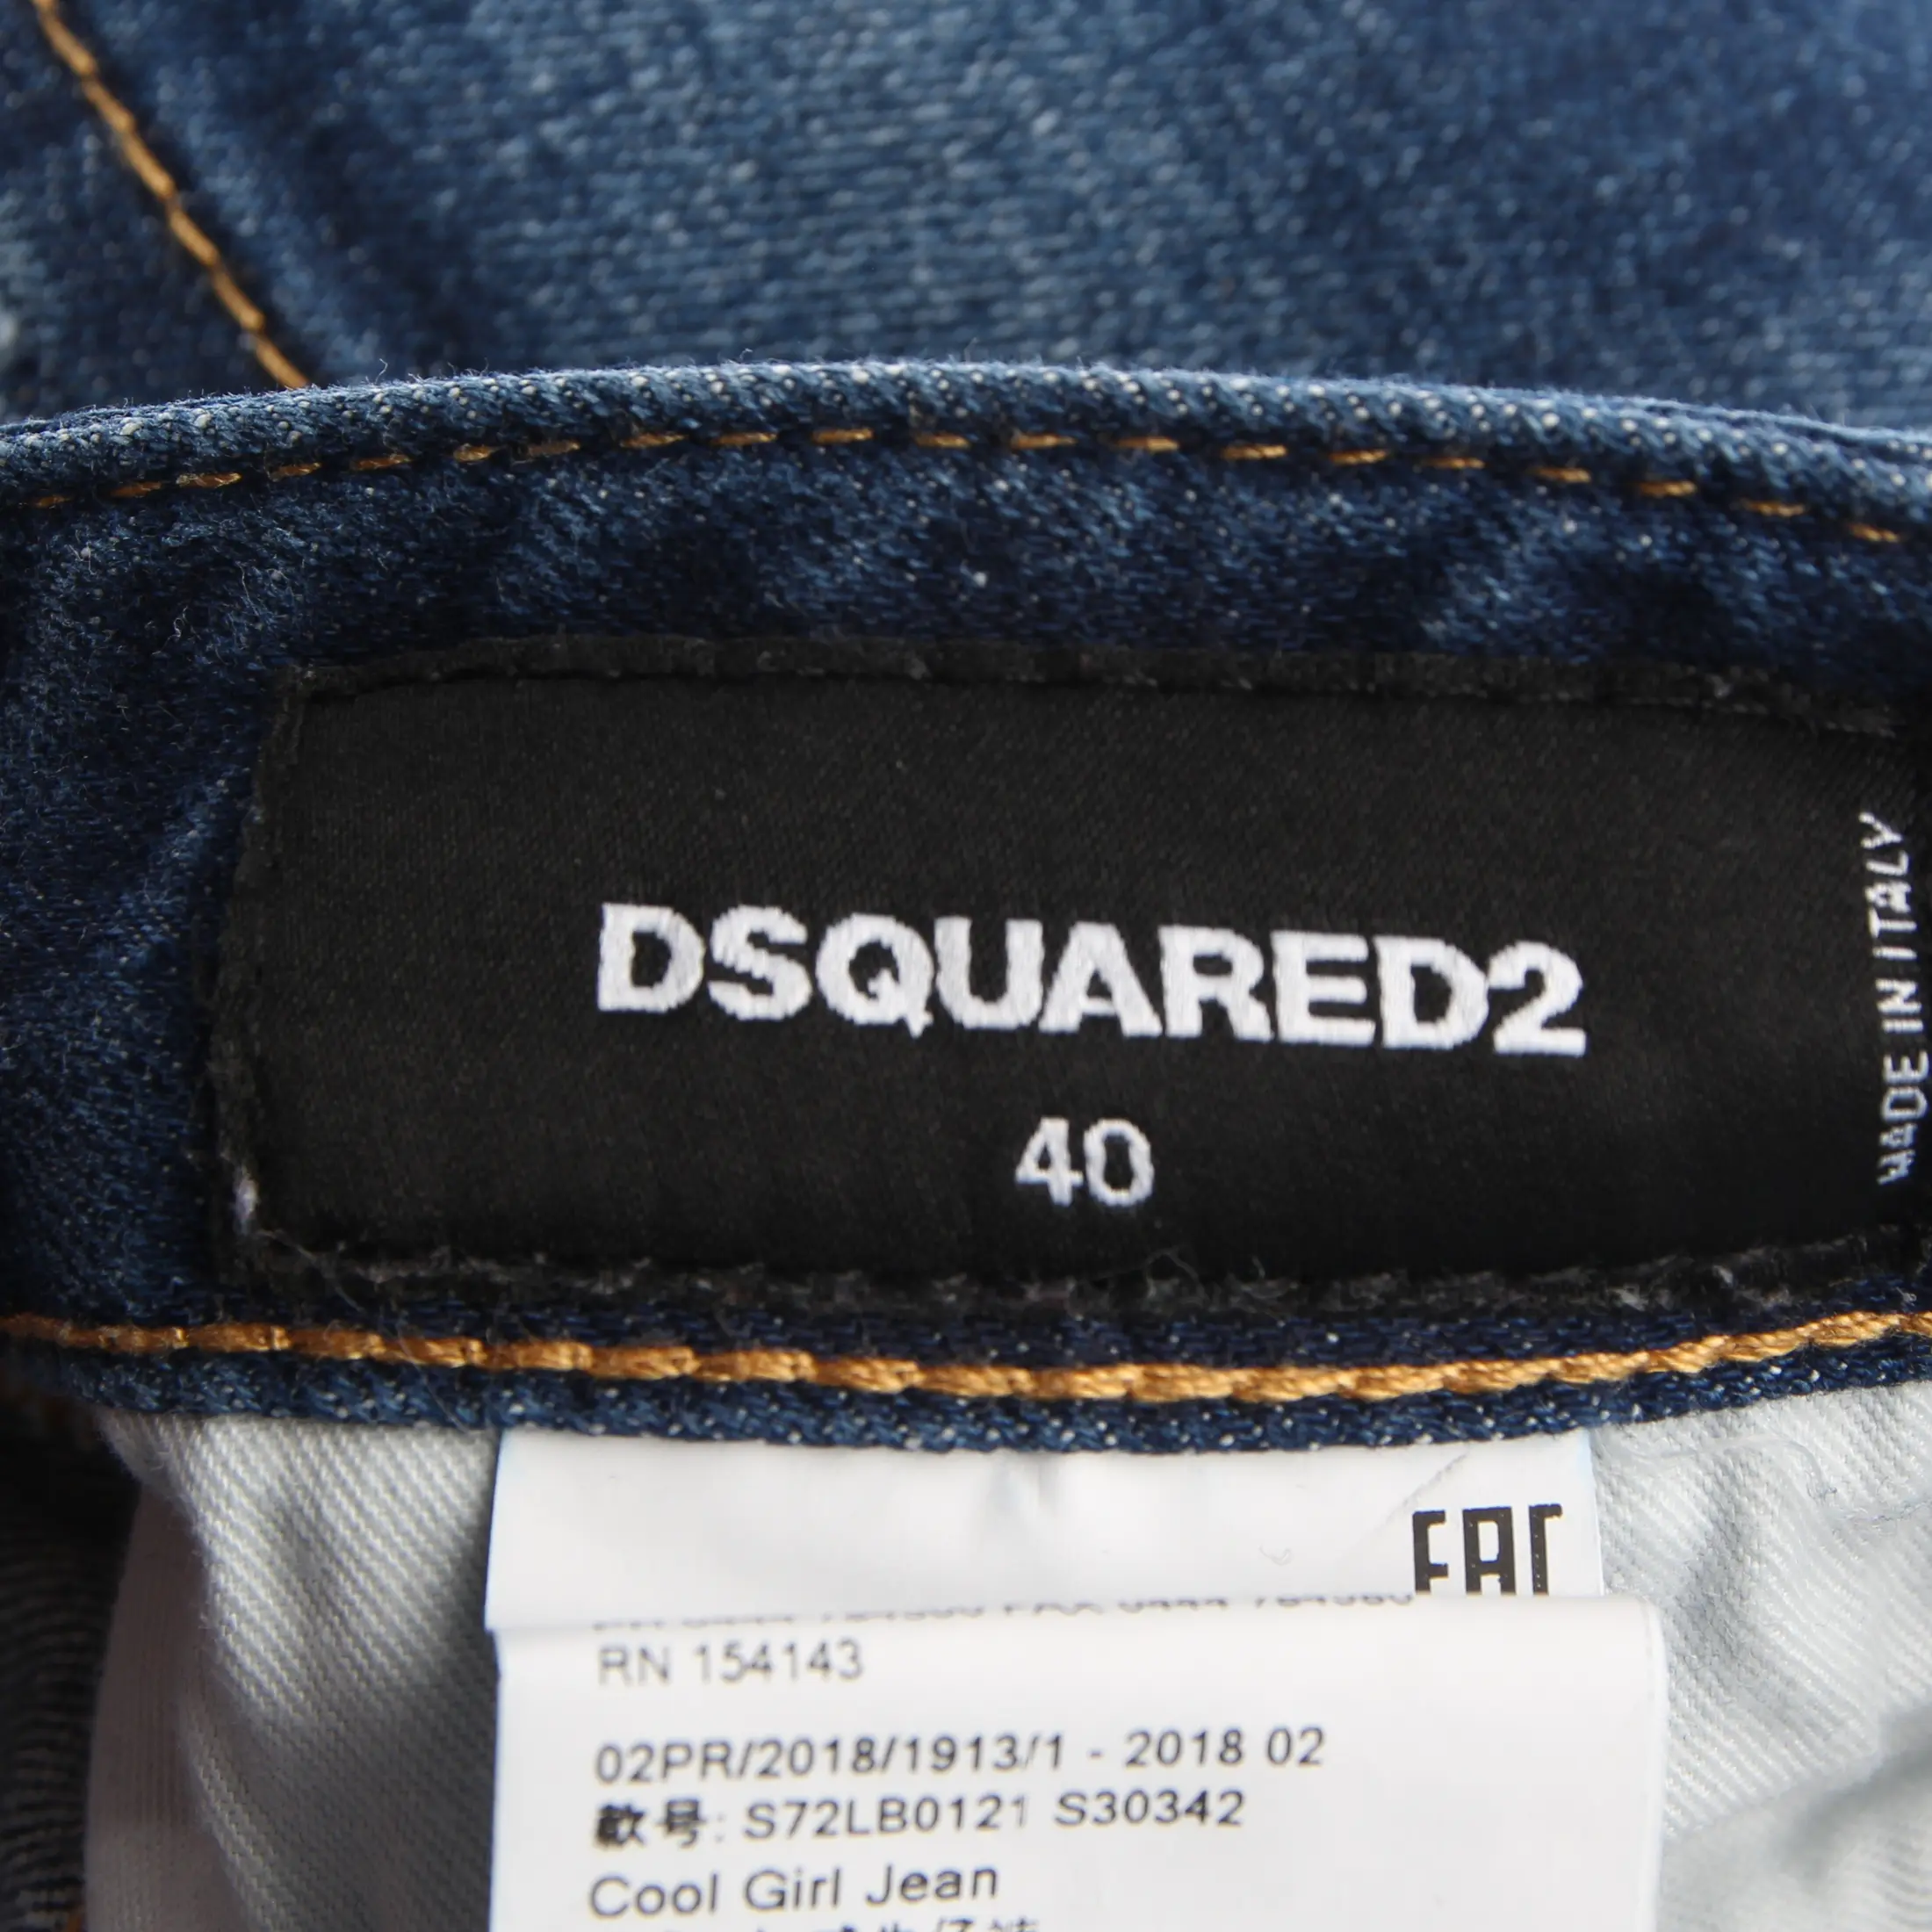 DSQUARED2
40
MADE IN ITALY
EAC
RN 154143
02PR/2018/1913/1 - 2018 02
款号: S72LB0121 S30342
Cool Girl Jean